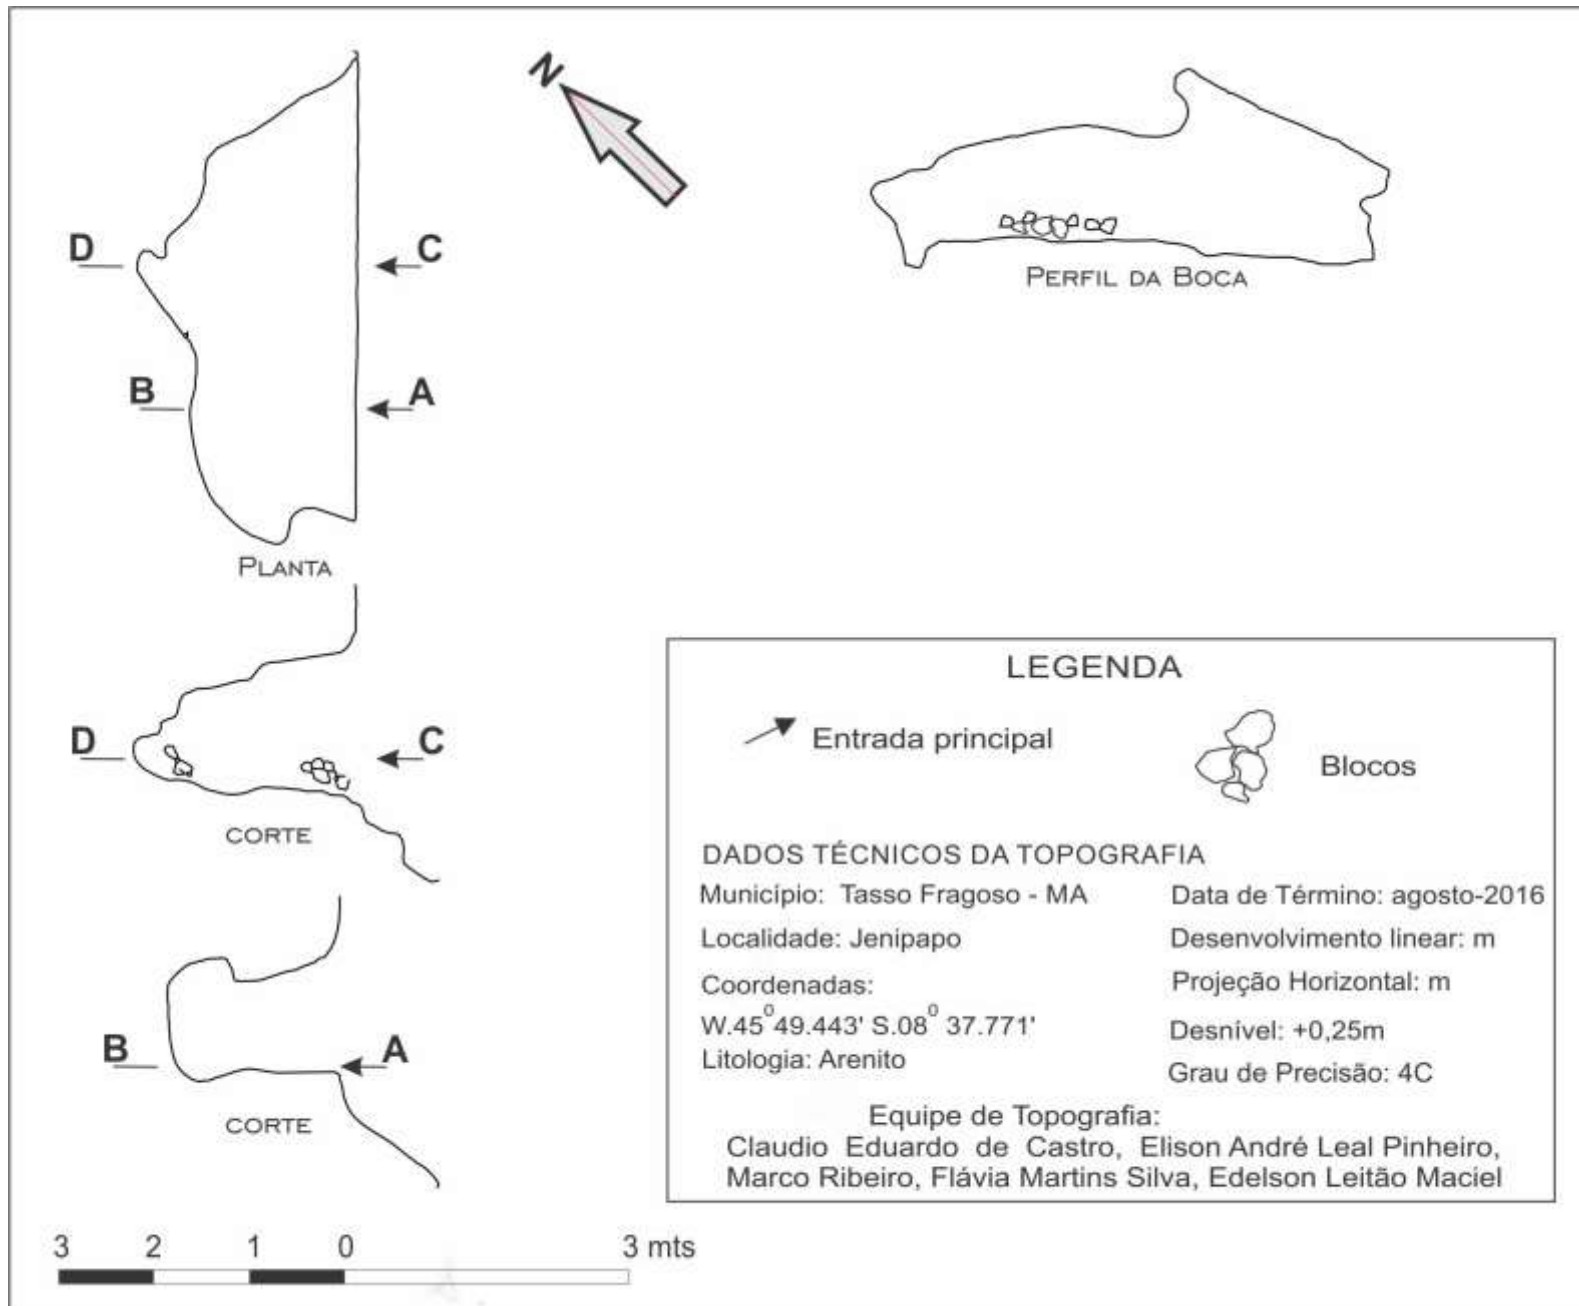 N
D
C
B
A
PLANTA
PERFIL DA BOCA
D
C
CORTE
B
A
CORTE
3 2 1 0 3 mts
LEGENDA
Entrada principal
Blocos
DADOS TÉCNICOS DA TOPOGRAFIA
Município: Tasso Fragoso - MA
Data de Término: agosto-2016
Localidade: Jenipapo
Desenvolvimento linear: m
Coordenadas:
Projeção Horizontal: m
W.45⁰49.443' S.08⁰ 37.771'
Desnível: +0,25m
Litologia: Arenito
Grau de Precisão: 4C
Equipe de Topografia:
Claudio Eduardo de Castro, Elison André Leal Pinheiro,
Marco Ribeiro, Flávia Martins Silva, Edelson Leitão Maciel